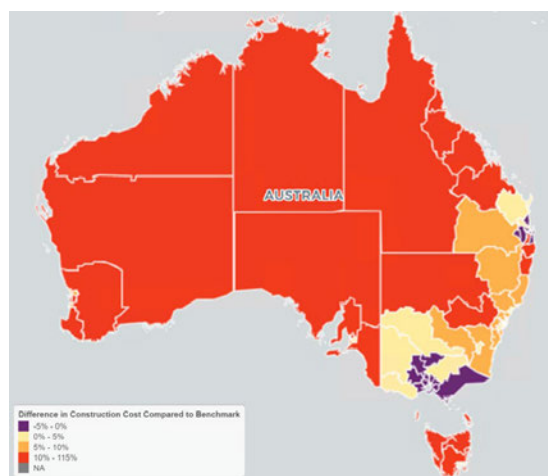 AUSTRALIA
Difference in Construction Cost Compared to Benchmark
-5% - 0%
0% - 5%
5% - 10%
10% - 115%
NA